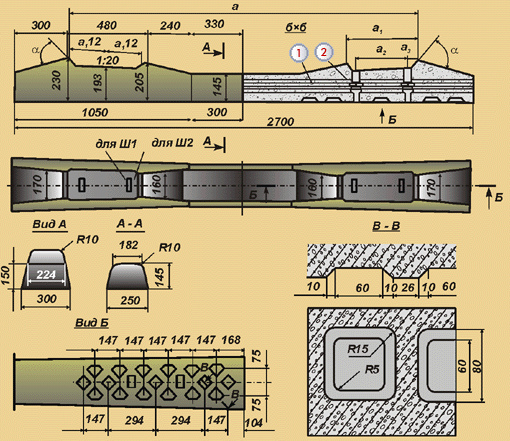 a
300 480 240 330 б×б a₁
a,12 a,12 А a₂ a₃
α 1:20 1 2 α
230 193 205 145
1050 300 Б
2700
для Ш1 для Ш2 А
170 160 Б 160 170 Б
Вид А А - А В - В
R10 182 R10
150 224 145
300 250
10 60 10 26 10 60
Вид Б
147 147 147 147 147 168
75 R15
В R5 60 80
75
В
147 294 294 147 104